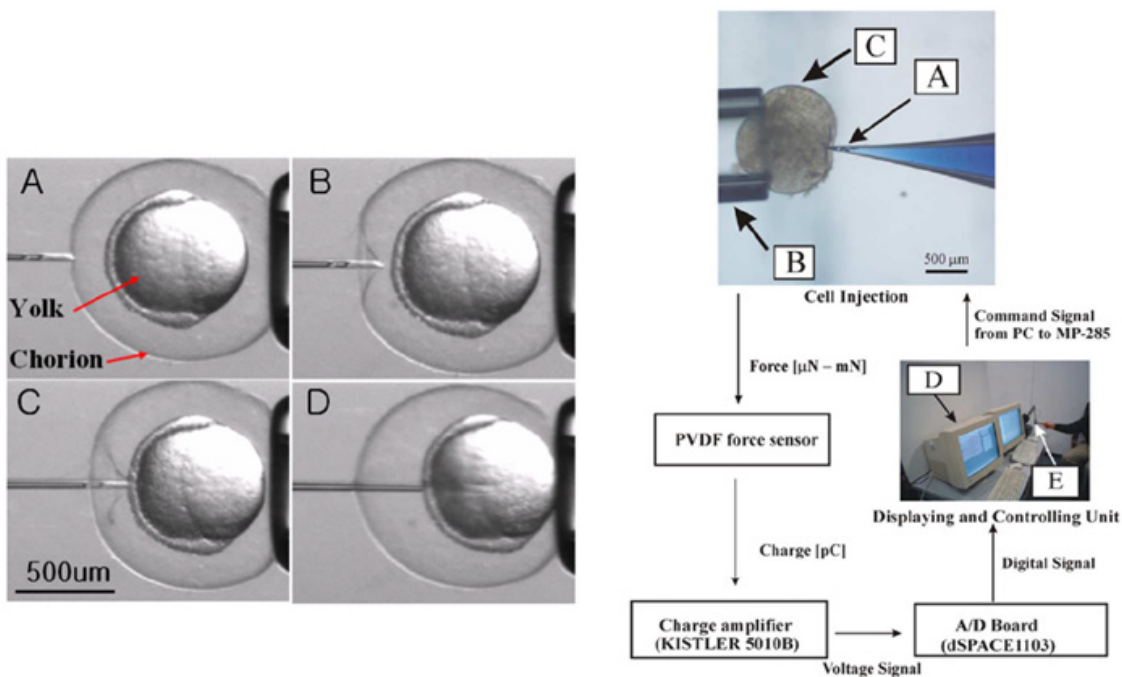 A
B
Yolk
Chorion
C
D
500um
C
A
B
500 μm
Cell Injection
Command Signal
from PC to MP-285
Force [μN – mN]
D
PVDF force sensor
E
Displaying and Controlling Unit
Charge [pC]
Digital Signal
Charge amplifier
(KISTLER 5010B)
A/D Board
(dSPACE1103)
Voltage Signal